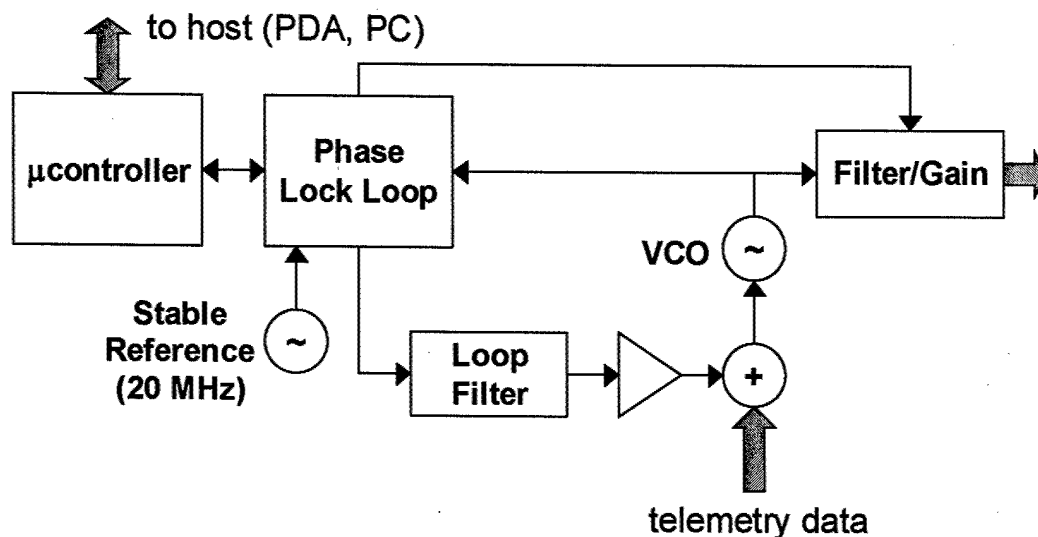 to host (PDA, PC)
μcontroller
Phase
Lock Loop
Filter/Gain
VCO
~
Stable
Reference
(20 MHz)
~
Loop
Filter
+
telemetry data